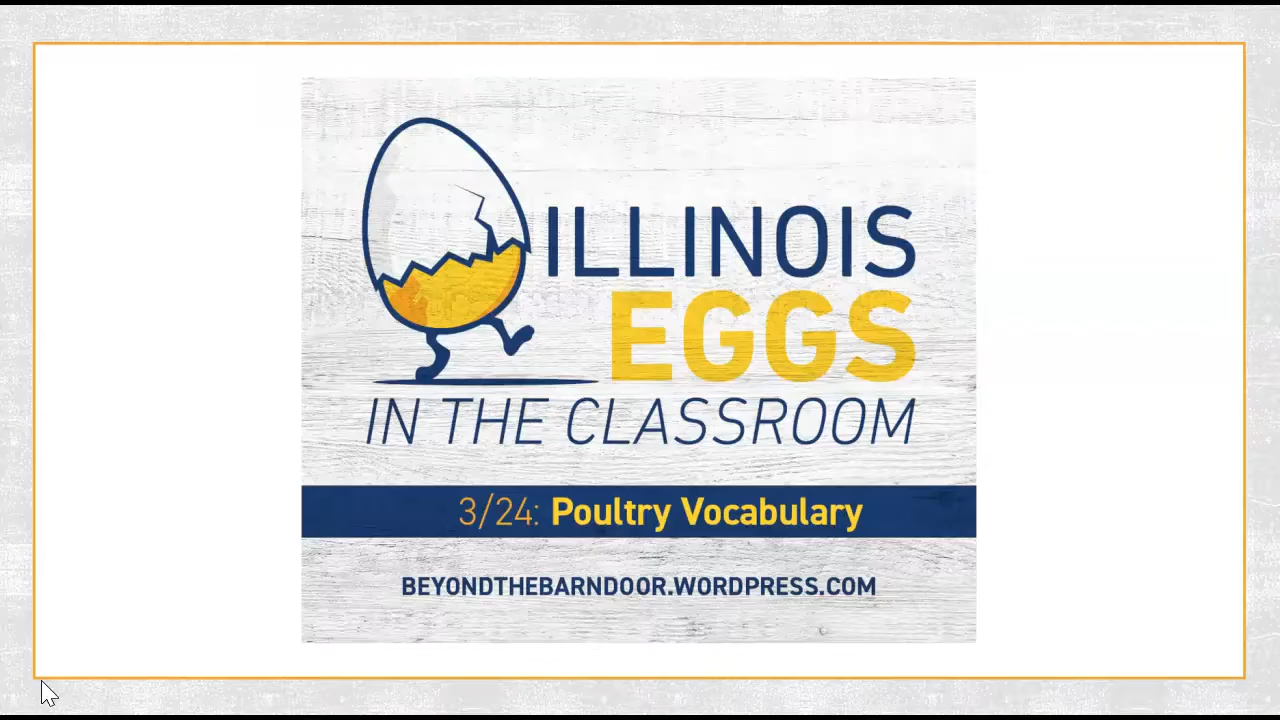 ILLINOIS
EGGS
IN THE CLASSROOM
3/24: Poultry Vocabulary
BEYONDTHEBARNDOOR.WORDPRESS.COM